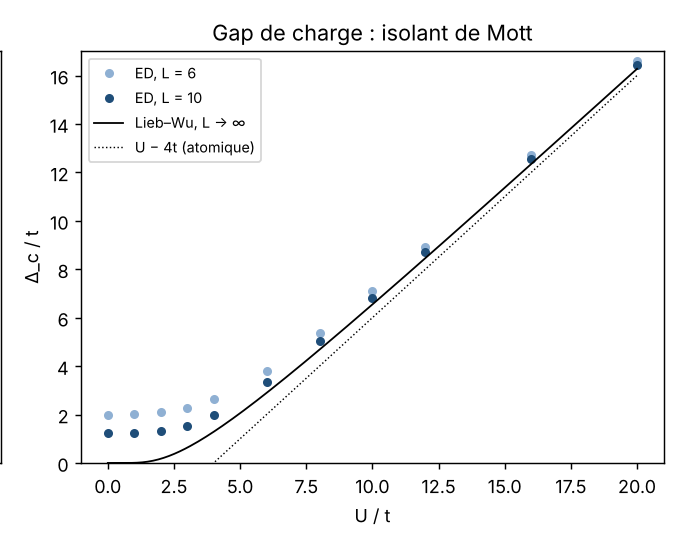 Gap de charge : isolant de Mott
ED, L = 6
ED, L = 10
Lieb–Wu, L → ∞
U − 4t (atomique)
Δ_c / t
16
14
12
10
8
6
4
2
0
0.0 2.5 5.0 7.5 10.0 12.5 15.0 17.5 20.0
U / t